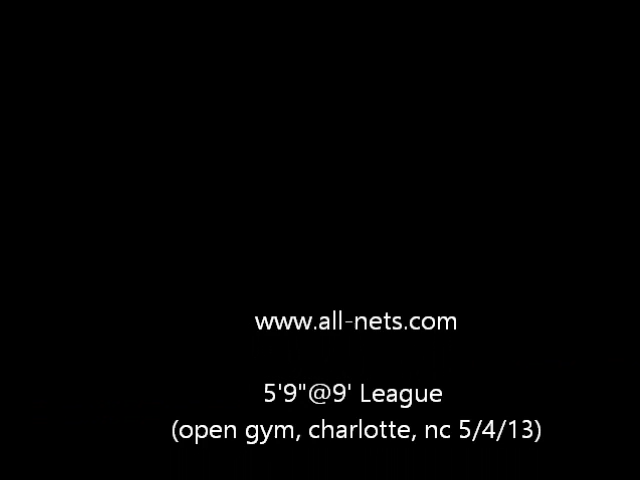 www.all-nets.com
5'9"@9' League
(open gym, charlotte, nc 5/4/13)